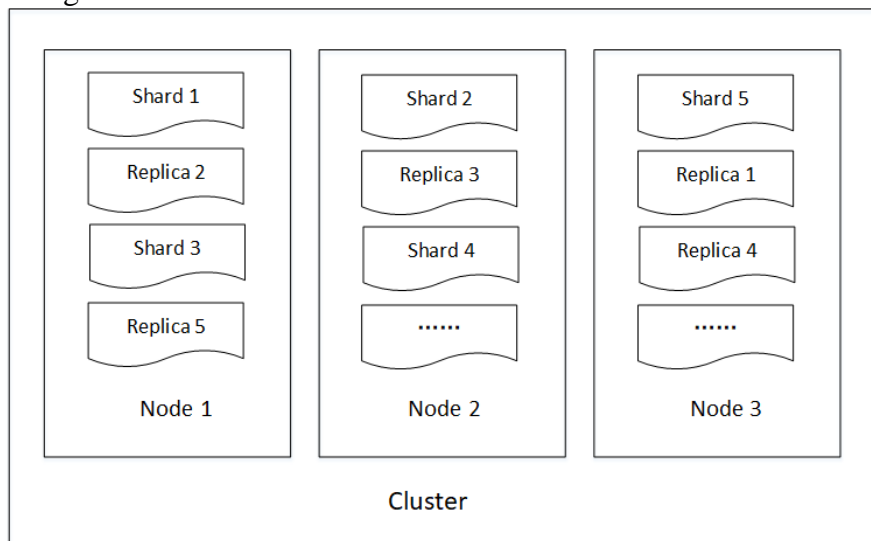 Shard 1
Replica 2
Shard 3
Replica 5
Node 1
Shard 2
Replica 3
Shard 4
......
Node 2
Shard 5
Replica 1
Replica 4
......
Node 3
Cluster